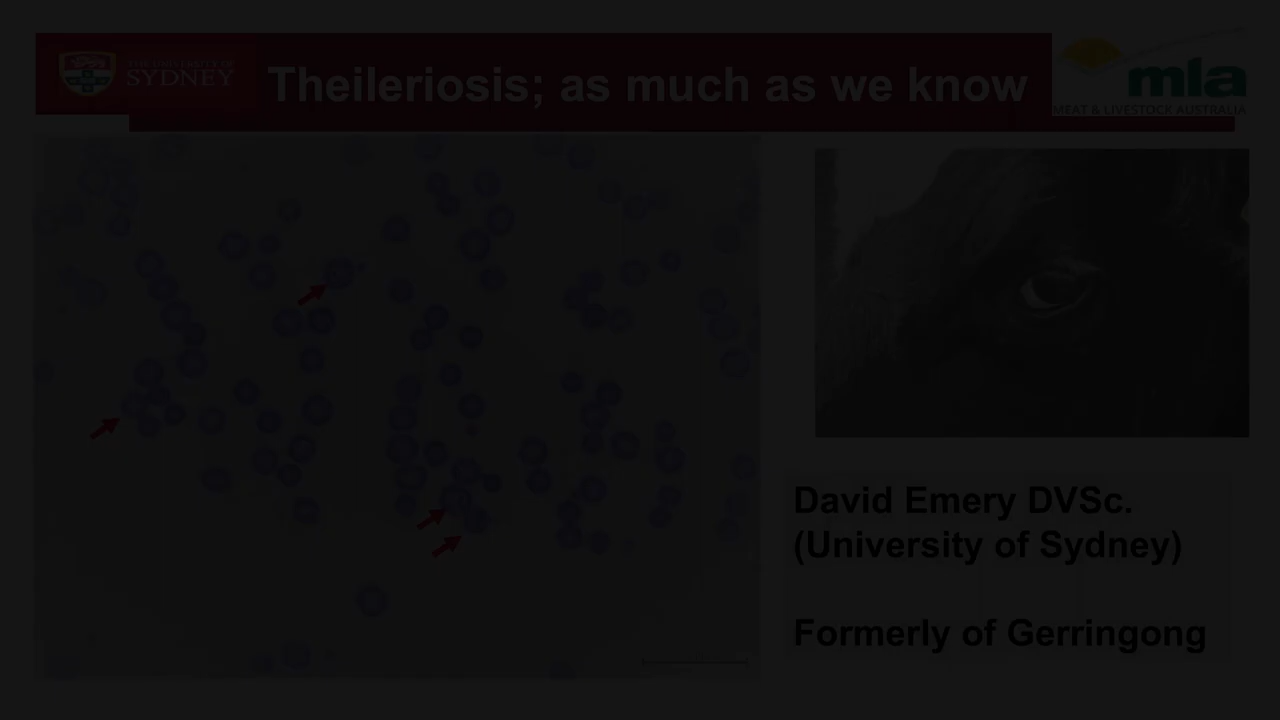 THE UNIVERSITY OF
SYDNEY
Theileriosis; as much as we know
mla
MEAT & LIVESTOCK AUSTRALIA
David Emery DVSc.
(University of Sydney)
Formerly of Gerringong